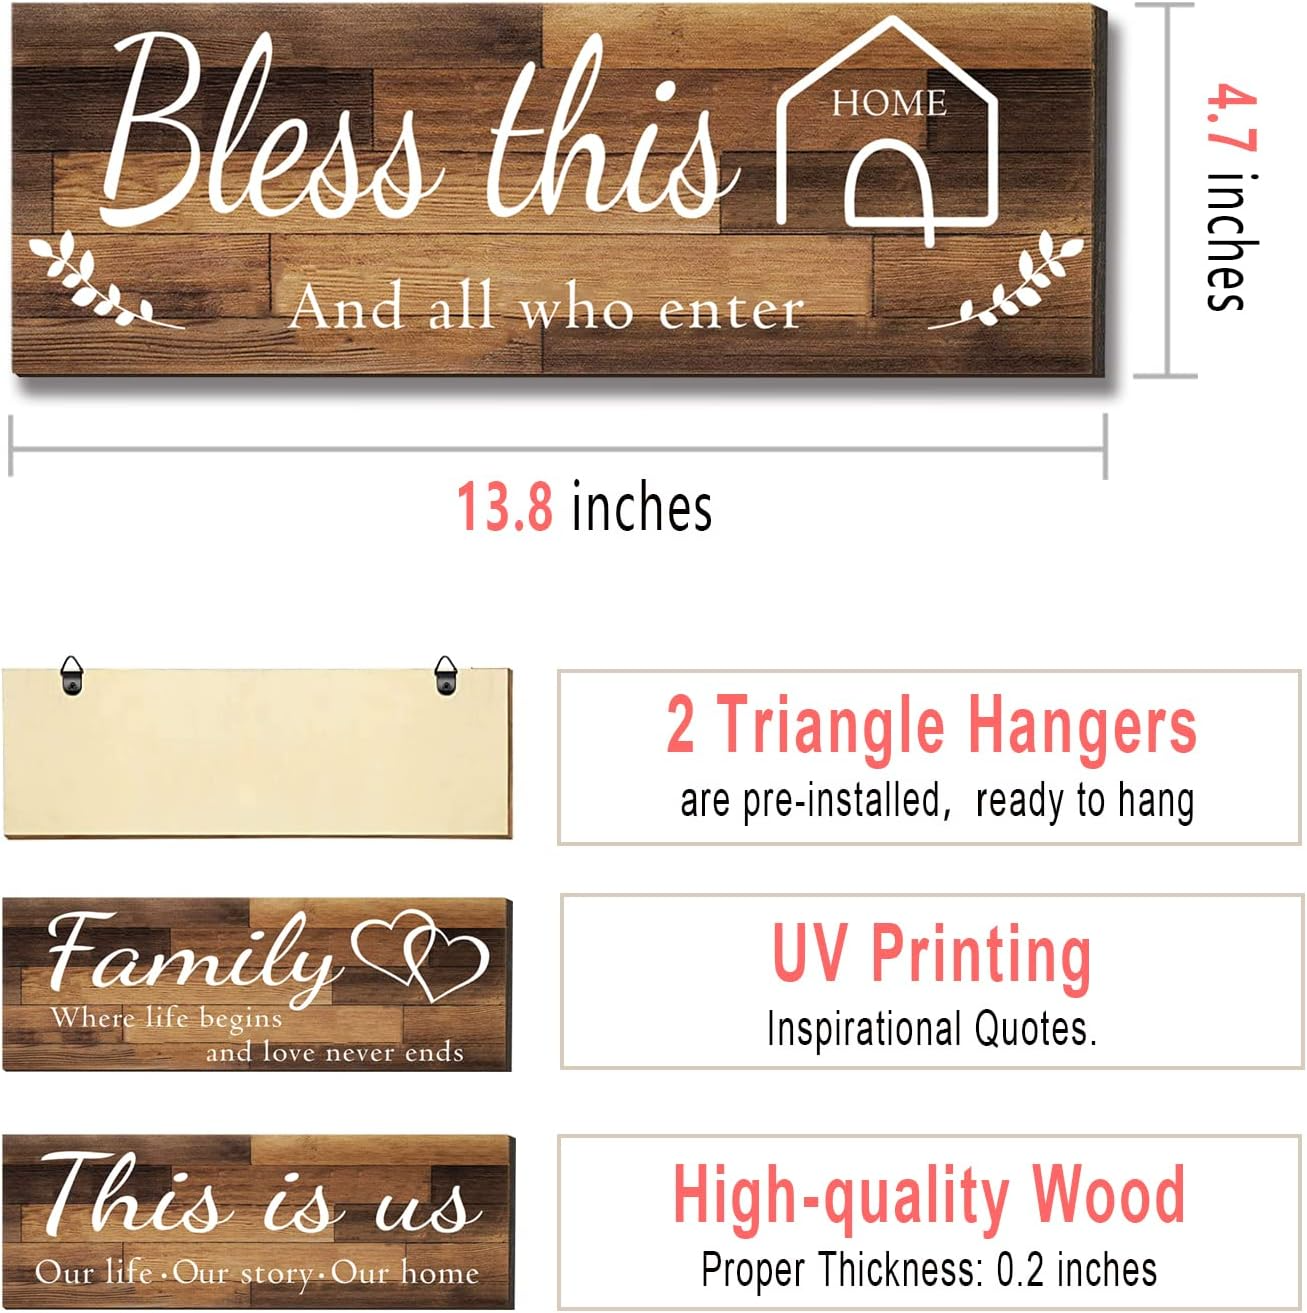 Bless this
HOME
And all who enter
4.7 inches
13.8 inches
2 Triangle Hangers
are pre-installed, ready to hang
Family
Where life begins
and love never ends
UV Printing
Inspirational Quotes.
This is us
Our life·Our story·Our home
High-quality Wood
Proper Thickness: 0.2 inches